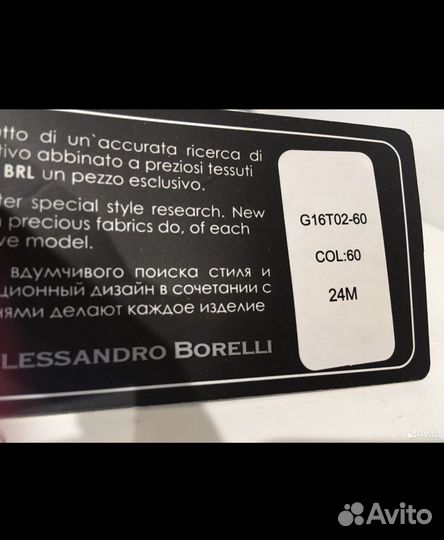 tto di un`accurata ricerca di
tivo abbinato a preziosi tessuti
BRL un pezzo esclusivo.
ter special style research. New
precious fabrics do, of each
ve model.
вдумчивого поиска стиля и
ционный дизайн в сочетании с
нями делают каждое изделие
LESSANDRO BORELLI
G16T02-60
COL:60
24M
Avito
Avito